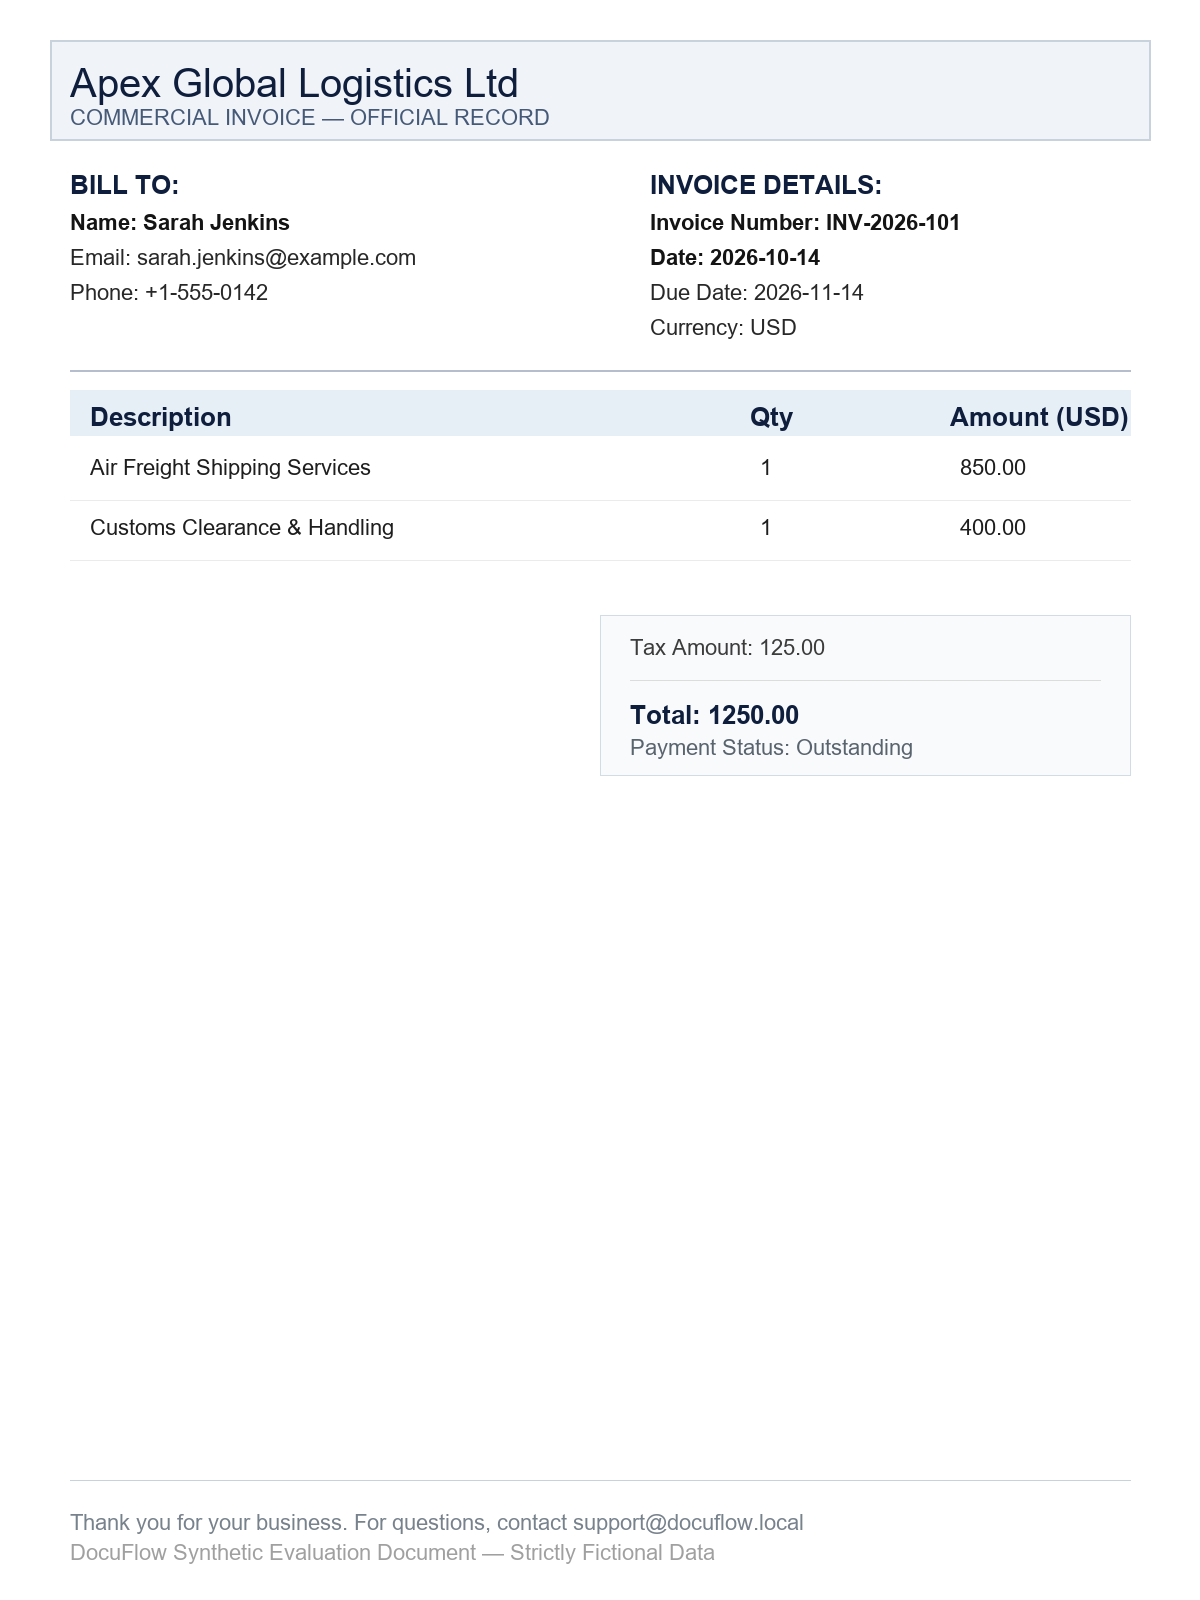 Apex Global Logistics Ltd
COMMERCIAL INVOICE — OFFICIAL RECORD
BILL TO:
Name: Sarah Jenkins
Email: sarah.jenkins@example.com
Phone: +1-555-0142
INVOICE DETAILS:
Invoice Number: INV-2026-101
Date: 2026-10-14
Due Date: 2026-11-14
Currency: USD
Description Qty Amount (USD)
Air Freight Shipping Services 1 850.00
Customs Clearance & Handling 1 400.00
Tax Amount: 125.00
Total: 1250.00
Payment Status: Outstanding
Thank you for your business. For questions, contact support@docuflow.local
DocuFlow Synthetic Evaluation Document — Strictly Fictional Data